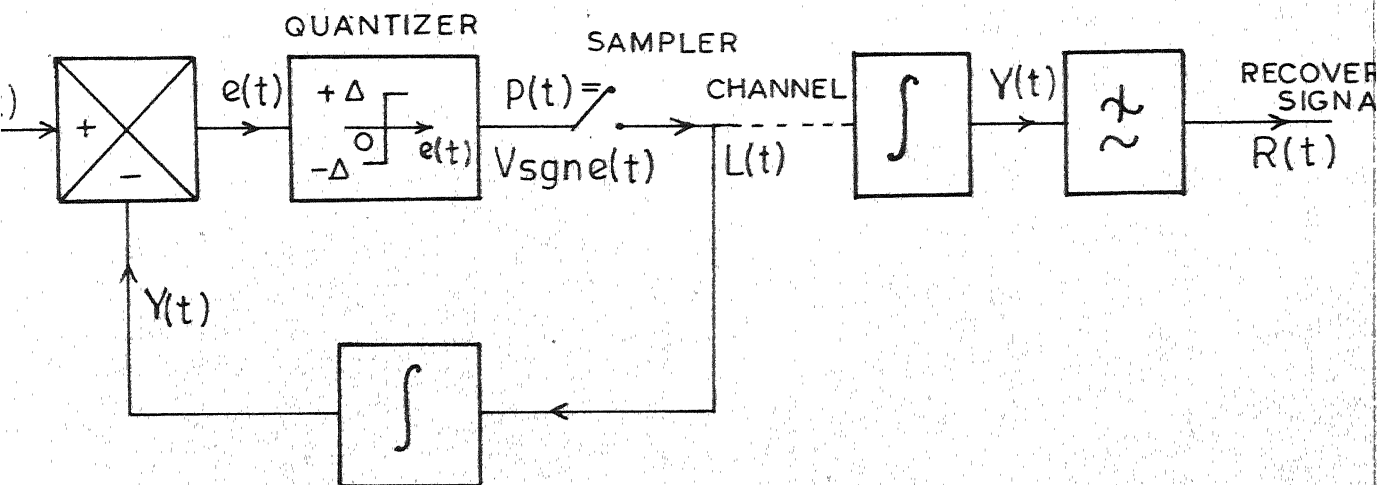 QUANTIZER
SAMPLER
.)
+
−
e(t)
+ Δ
O
-Δ
e(t)
P(t) =
Vsgne(t)
CHANNEL
L(t)
∫
Y(t)
RECOVER
SIGNA
R(t)
Y(t)
∫